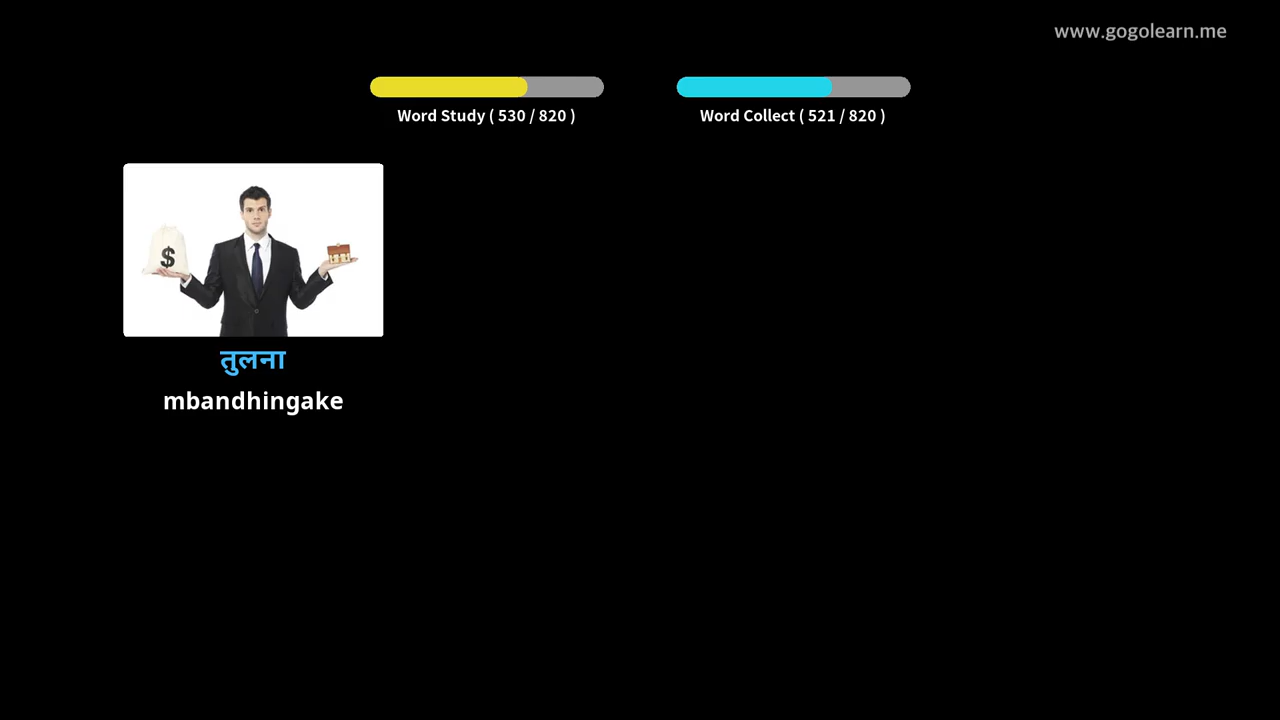 www.gogolearn.me
Word Study ( 530 / 820 )
Word Collect ( 521 / 820 )
$
तुलना
mbandhingake